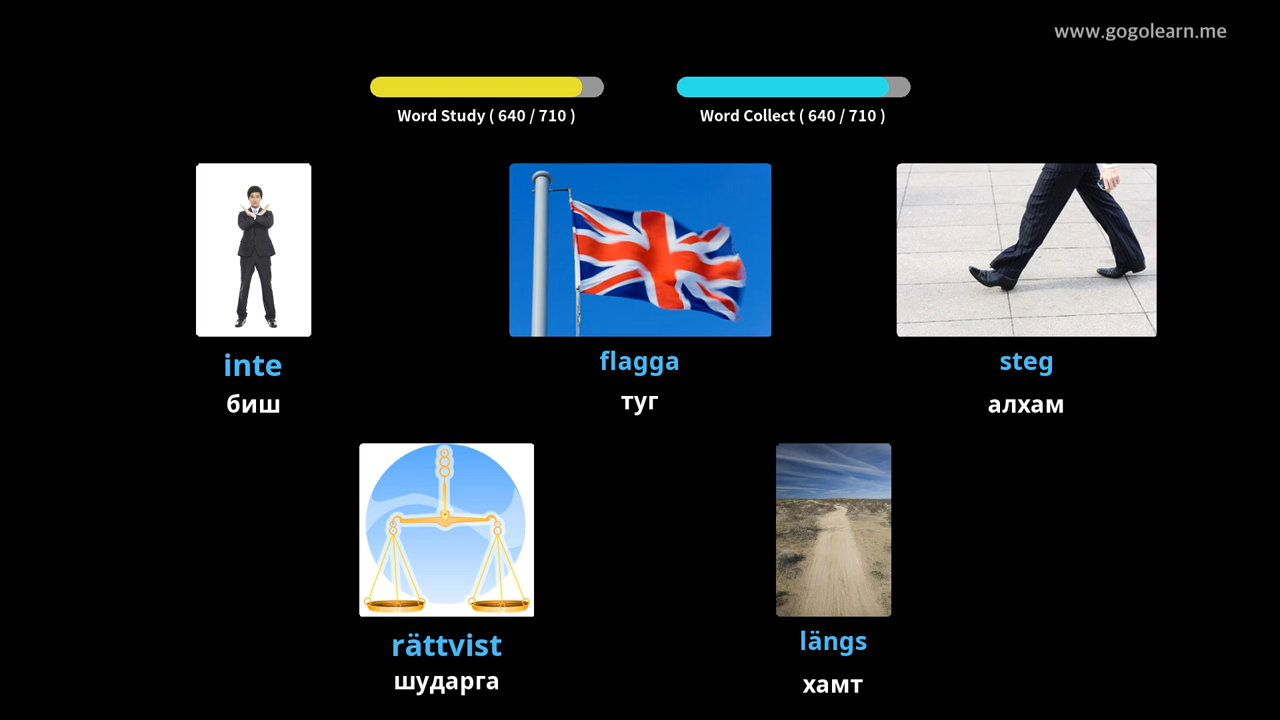 www.gogolearn.me
Word Study ( 640 / 710 )
Word Collect ( 640 / 710 )
inte
биш
flagga
туг
steg
алхам
rättvist
шударга
längs
хамт